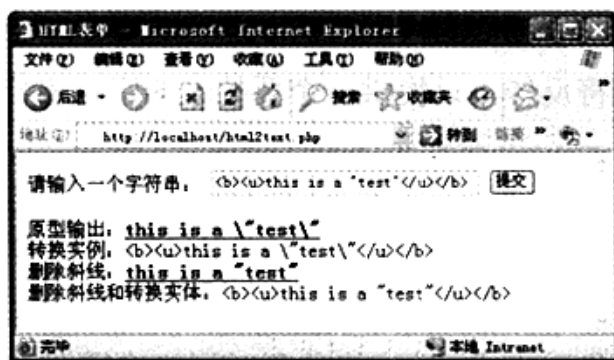 HTML表单 - Microsoft Internet Explorer
文件(F) 编辑(E) 查看(V) 收藏(A) 工具(T) 帮助(H)
后退 搜索 收藏夹 »
地址(D) http://localhost/html2text.php 转到 链接 »
请输入一个字符串： <b><u>this is a "test"</u></b> 提交
原型输出：this is a \"test\"
转换实例：<b><u>this is a \"test\"</u></b>
删除斜线：this is a "test"
删除斜线和转换实体：<b><u>this is a "test"</u></b>
完毕 本地 Intranet